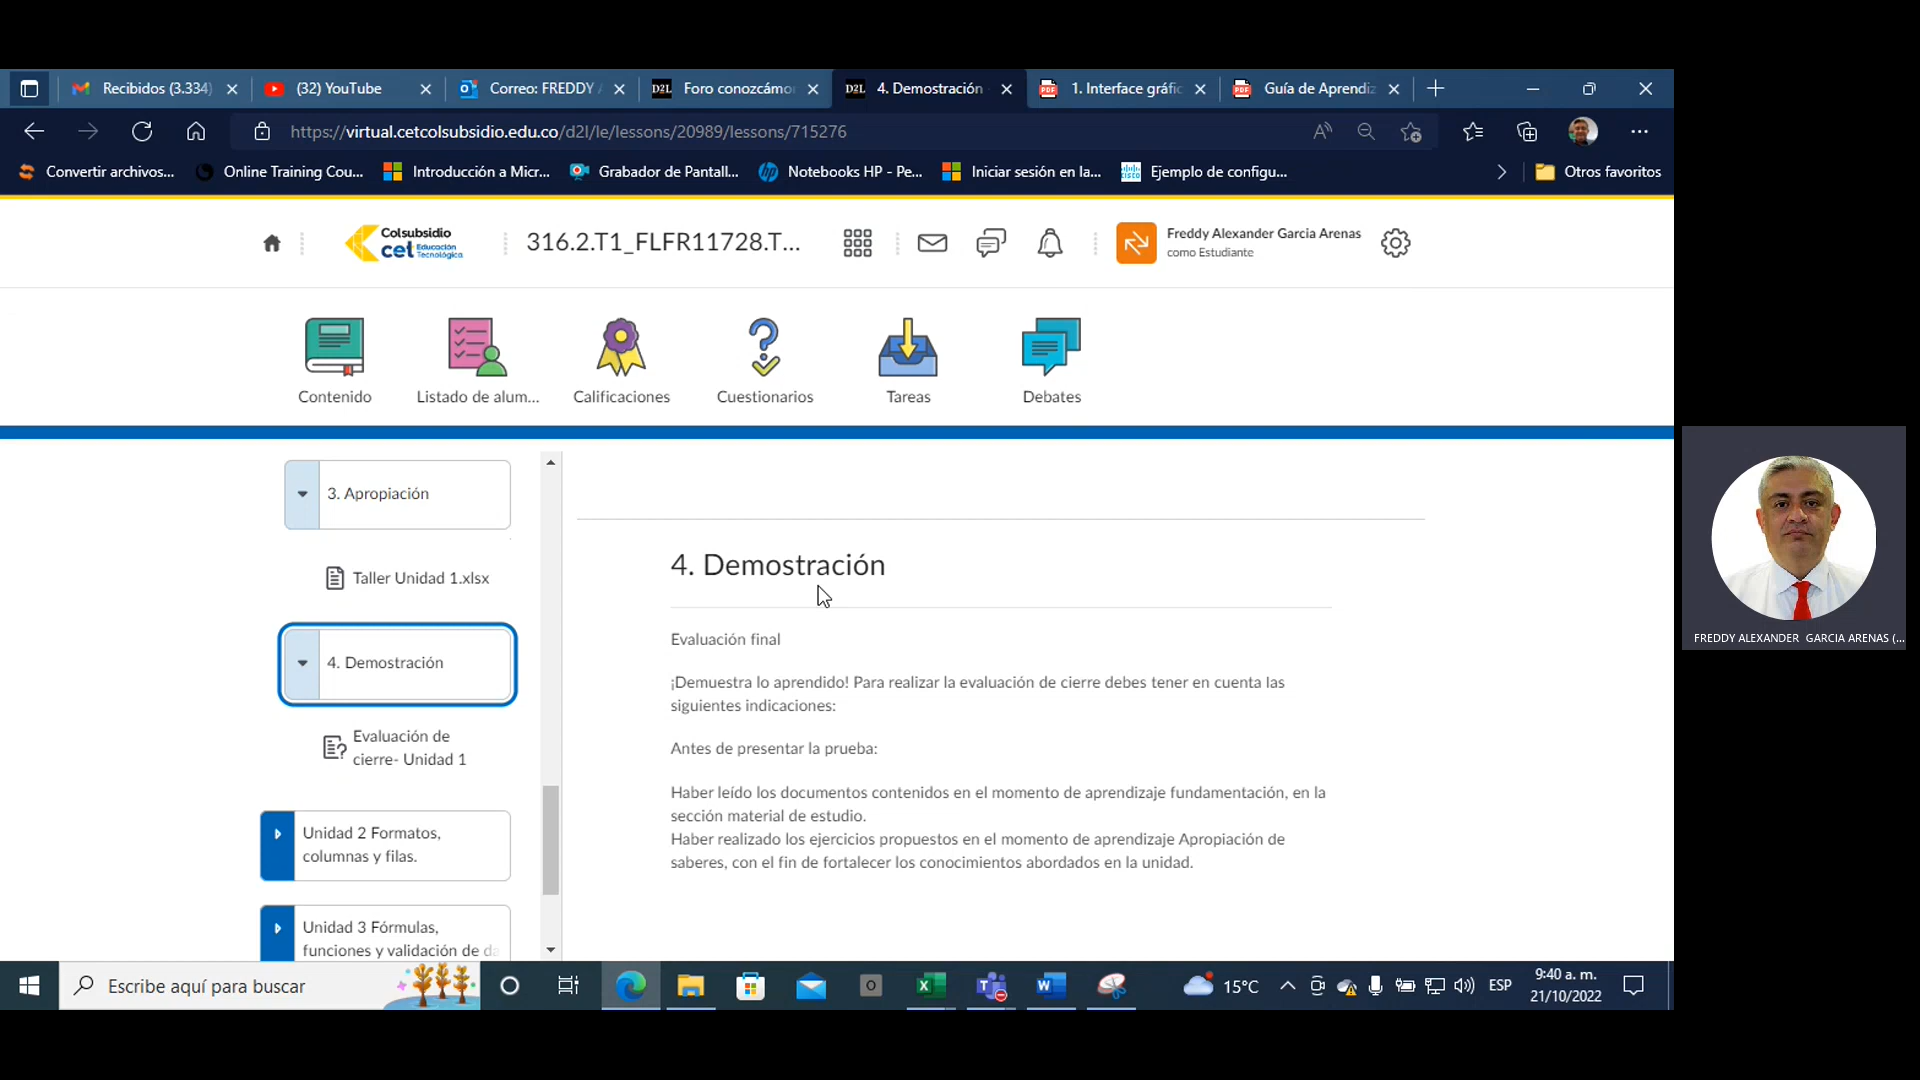 Recibidos (3.334)
(32) YouTube
Correo: FREDDY A
D2L Foro conozcámo
D2L 4. Demostración
PDF 1. Interface gráfic
PDF Guía de Aprendiz
https://virtual.cetcolsubsidio.edu.co/d2l/le/lessons/20989/lessons/715276
Convertir archivos...
Online Training Cou...
Introducción a Micr...
Grabador de Pantall...
Notebooks HP - Pe...
Iniciar sesión en la...
Ejemplo de configu...
Otros favoritos
Colsubsidio
cet Educación
Tecnológica
316.2.T1_FLFR11728.T...
Freddy Alexander Garcia Arenas
como Estudiante
Contenido
Listado de alum...
Calificaciones
Cuestionarios
Tareas
Debates
3. Apropiación
Taller Unidad 1.xlsx
4. Demostración
Evaluación de
cierre- Unidad 1
Unidad 2 Formatos,
columnas y filas.
Unidad 3 Fórmulas,
funciones y validación de da
4. Demostración
Evaluación final
¡Demuestra lo aprendido! Para realizar la evaluación de cierre debes tener en cuenta las
siguientes indicaciones:
Antes de presentar la prueba:
Haber leído los documentos contenidos en el momento de aprendizaje fundamentación, en la
sección material de estudio.
Haber realizado los ejercicios propuestos en el momento de aprendizaje Apropiación de
saberes, con el fin de fortalecer los conocimientos abordados en la unidad.
FREDDY ALEXANDER GARCIA ARENAS (...
Escribe aquí para buscar
15°C
ESP
9:40 a. m.
21/10/2022